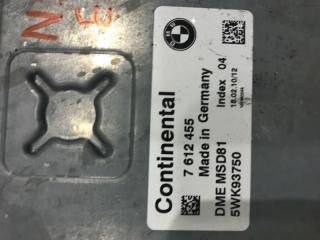 N.
E
Continental
7 612 455
Made in Germany
Index 04
18.02.10/12
DME MSD81
5WK93750